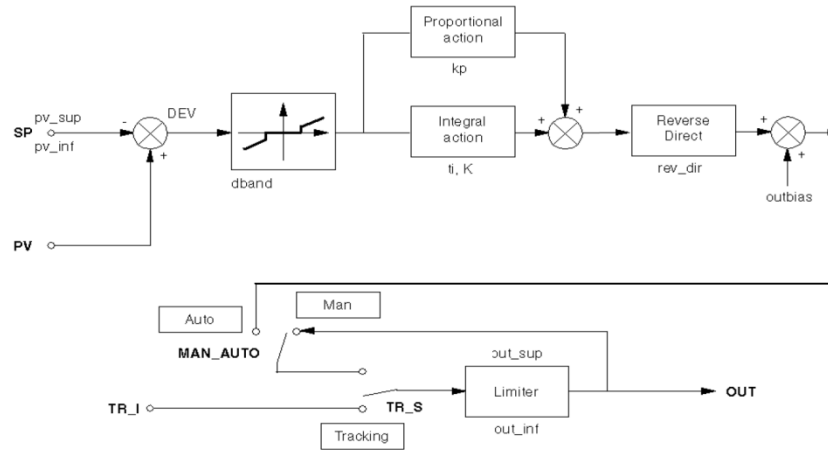 Proportional
action
kp
+
+
pv_sup
SP
pv_inf
-
DEV
+
dband
Integral
action
ti, K
+
Reverse
Direct
rev_dir
+
+
outbias
PV
Auto
Man
MAN_AUTO
out_sup
Limiter
out_inf
OUT
TR_I
TR_S
Tracking